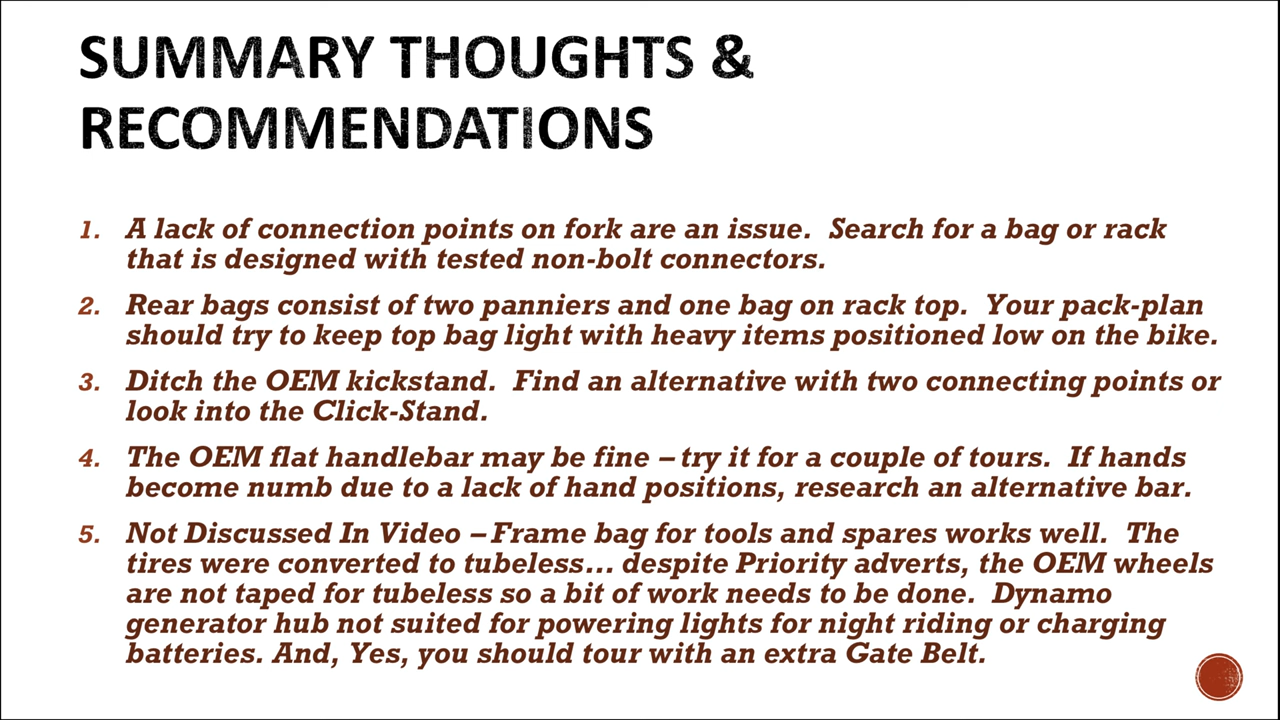 SUMMARY THOUGHTS &
RECOMMENDATIONS
1. A lack of connection points on fork are an issue.  Search for a bag or rack
that is designed with tested non-bolt connectors.
2. Rear bags consist of two panniers and one bag on rack top.  Your pack-plan
should try to keep top bag light with heavy items positioned low on the bike.
3. Ditch the OEM kickstand.  Find an alternative with two connecting points or
look into the Click-Stand.
4. The OEM flat handlebar may be fine – try it for a couple of tours.  If hands
become numb due to a lack of hand positions, research an alternative bar.
5. Not Discussed In Video – Frame bag for tools and spares works well.  The
tires were converted to tubeless… despite Priority adverts, the OEM wheels
are not taped for tubeless so a bit of work needs to be done.  Dynamo
generator hub not suited for powering lights for night riding or charging
batteries. And, Yes, you should tour with an extra Gate Belt.